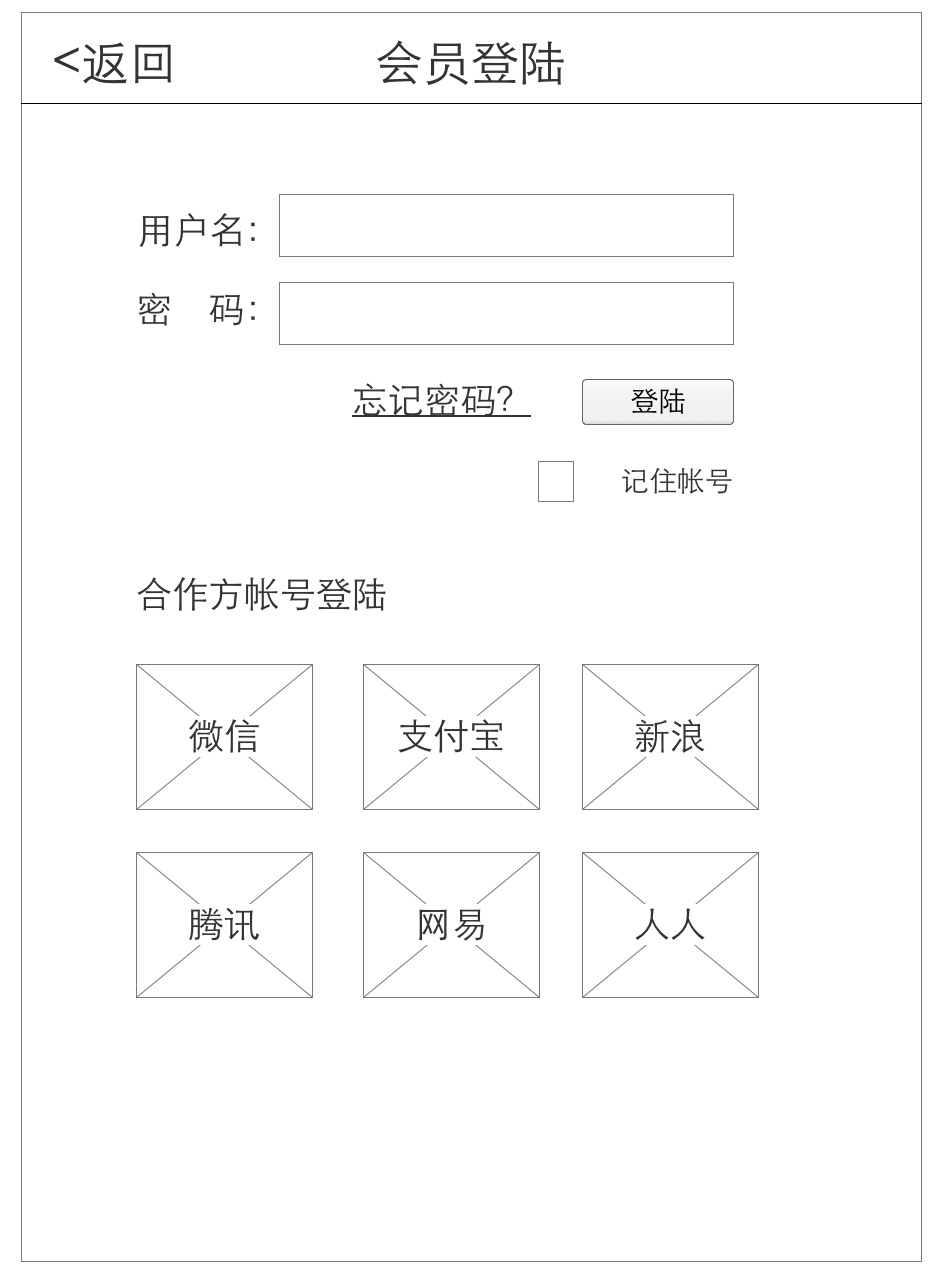 <返回 会员登陆
用户名:
密 码:
忘记密码? 登陆
记住帐号
合作方帐号登陆
微信 支付宝 新浪
腾讯 网易 人人